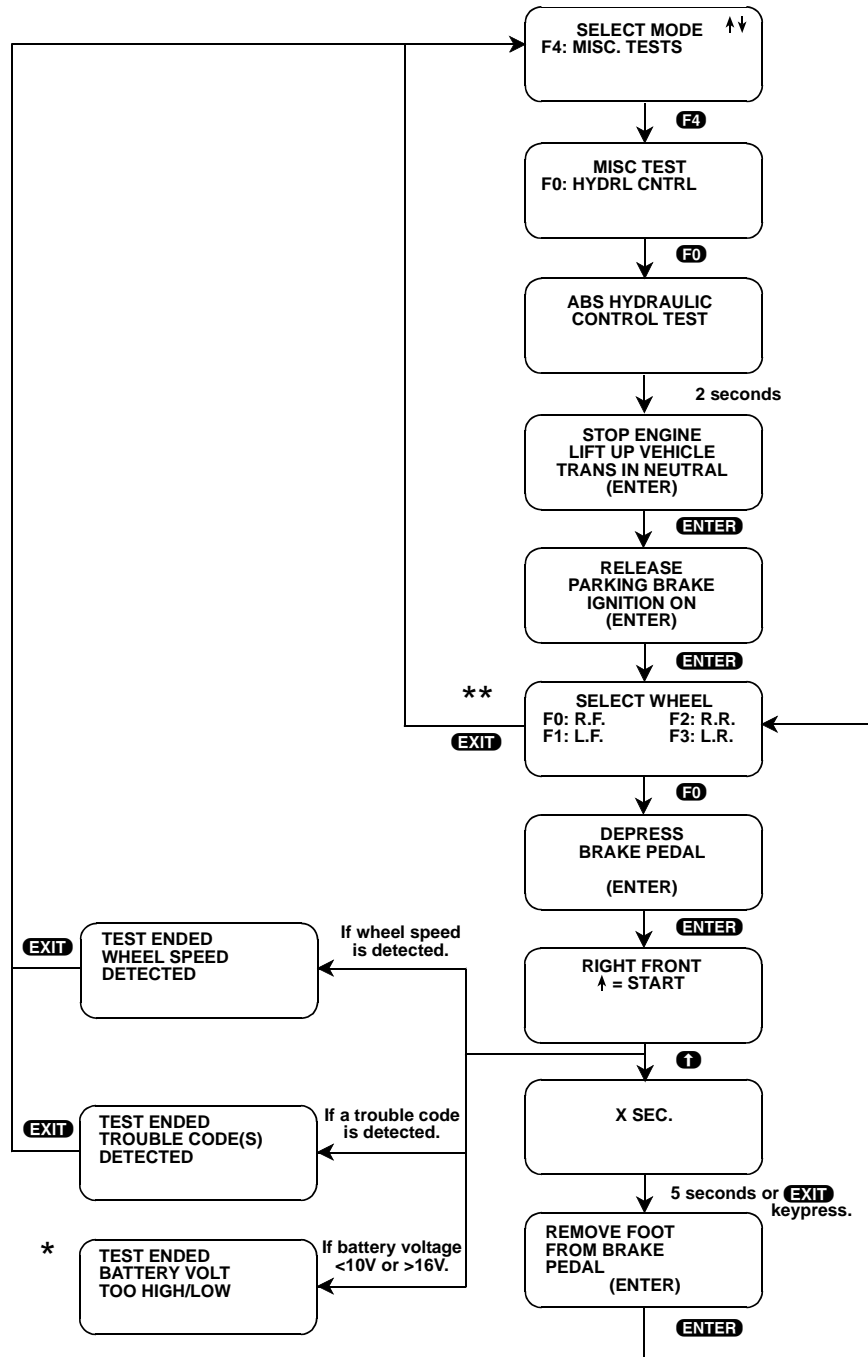 SELECT MODE ↑↓
F4: MISC. TESTS
F4
MISC TEST
F0: HYDRL CNTRL
F0
ABS HYDRAULIC
CONTROL TEST
2 seconds
STOP ENGINE
LIFT UP VEHICLE
TRANS IN NEUTRAL
(ENTER)
ENTER
RELEASE
PARKING BRAKE
IGNITION ON
(ENTER)
ENTER
**
EXIT
SELECT WHEEL
F0: R.F. F2: R.R.
F1: L.F. F3: L.R.
F0
DEPRESS
BRAKE PEDAL
(ENTER)
ENTER
RIGHT FRONT
↑ = START
↑
EXIT
TEST ENDED
WHEEL SPEED
DETECTED
If wheel speed
is detected.
X SEC.
EXIT
TEST ENDED
TROUBLE CODE(S)
DETECTED
If a trouble code
is detected.
5 seconds or EXIT
keypress.
*
TEST ENDED
BATTERY VOLT
TOO HIGH/LOW
If battery voltage
<10V or >16V.
REMOVE FOOT
FROM BRAKE
PEDAL
(ENTER)
ENTER